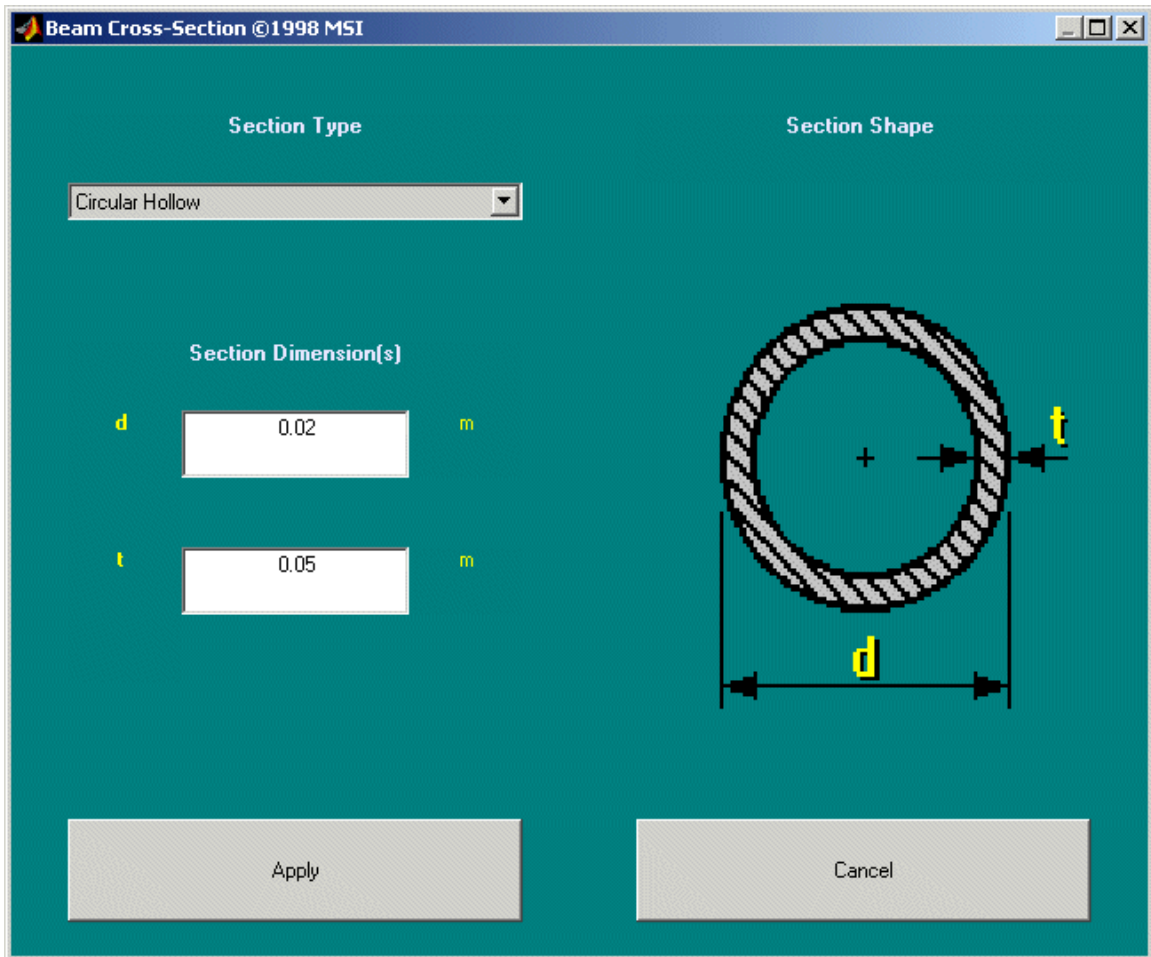 Beam Cross-Section ©1998 MSI
Section Type
Section Shape
Circular Hollow
Section Dimension(s)
d 0.02 m
t 0.05 m
t
d
Apply
Cancel